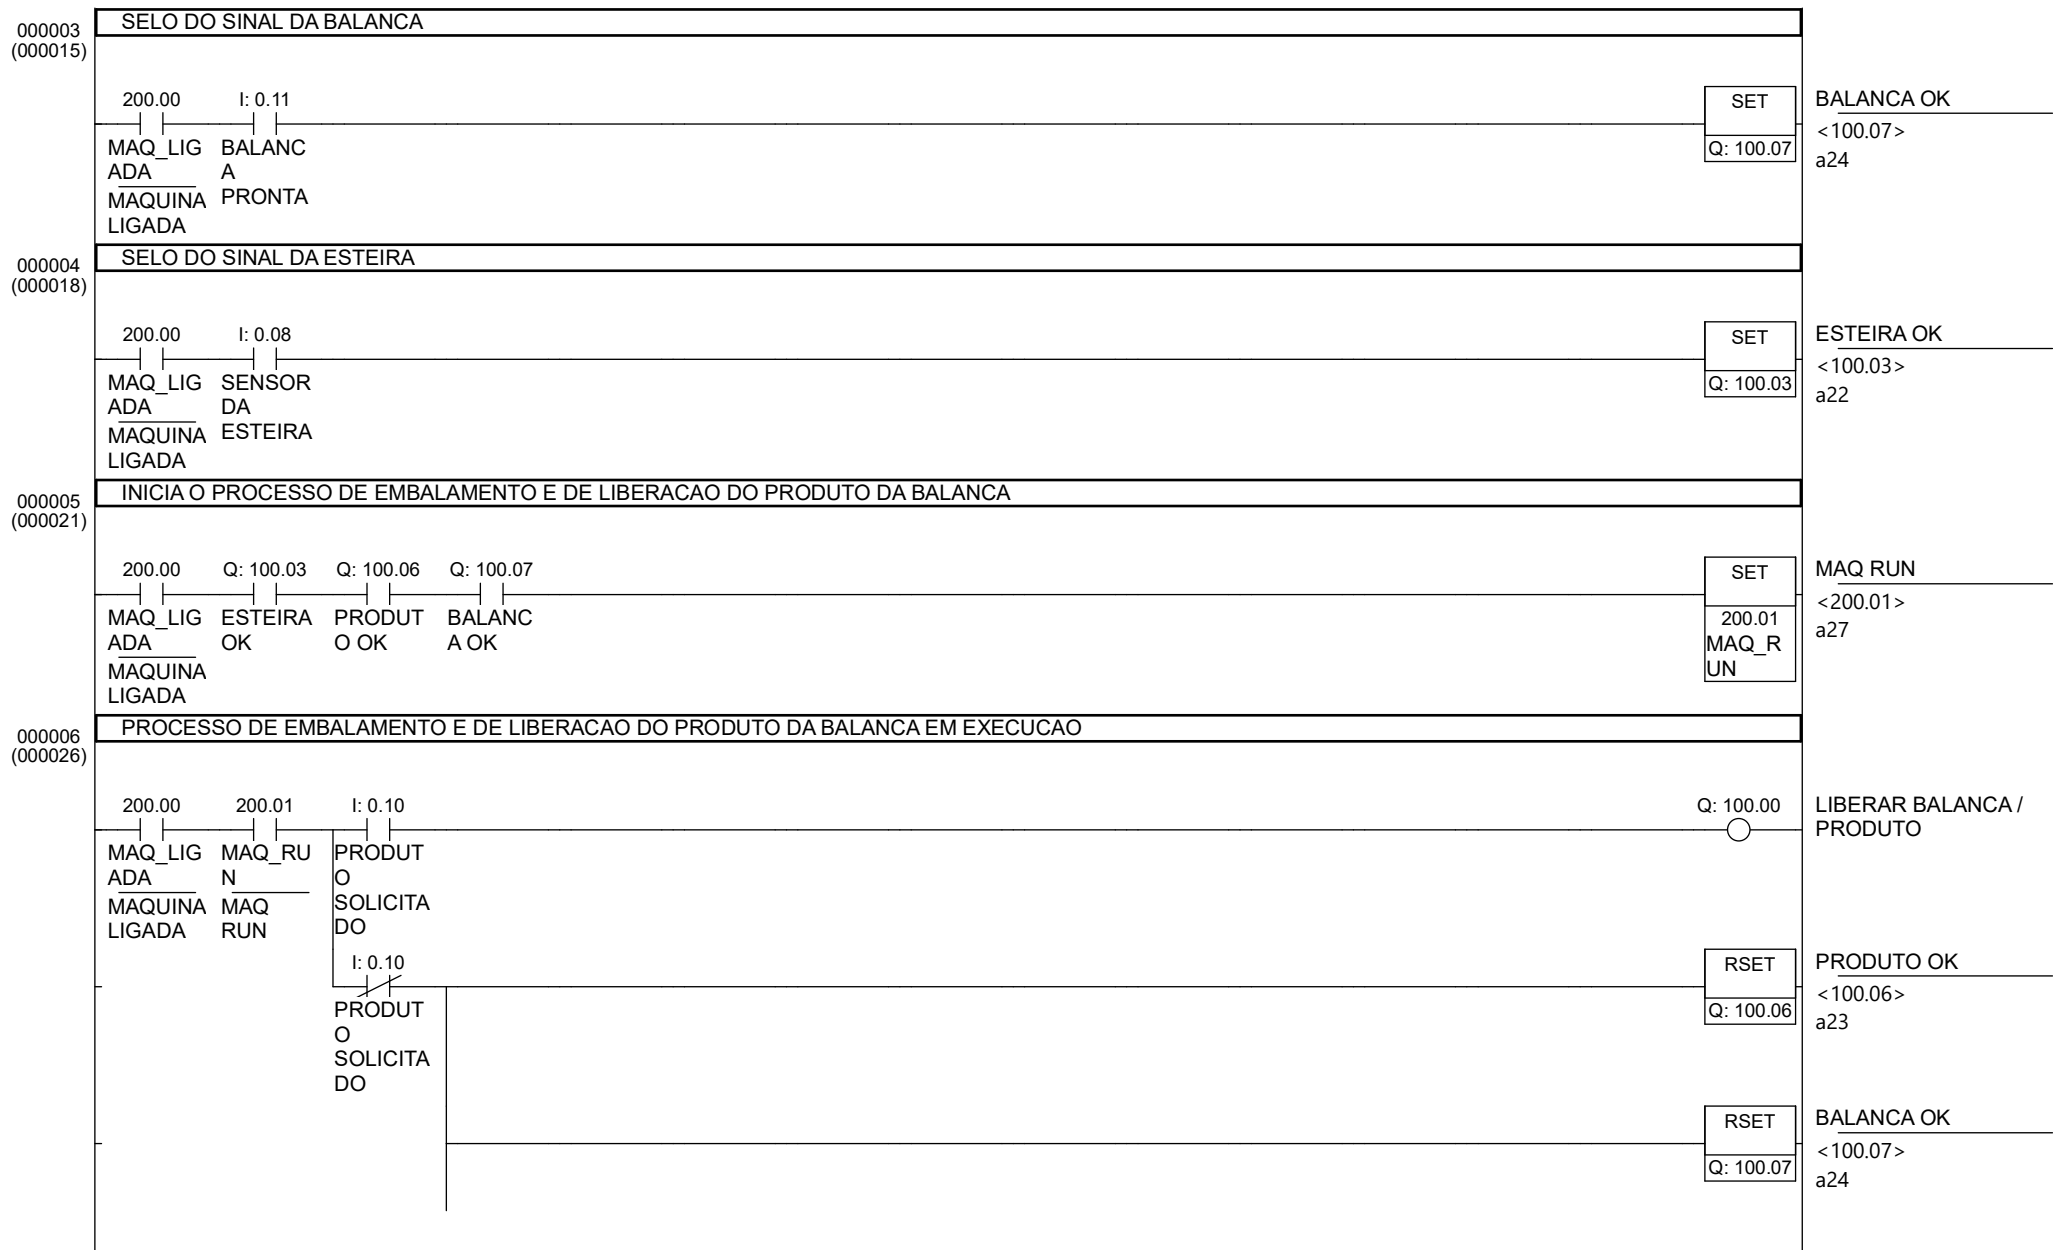 000003
(000015)
SELO DO SINAL DA BALANCA
200.00 I: 0.11
MAQ_LIG BALANC
ADA A
MAQUINA PRONTA
LIGADA
SET
Q: 100.07
BALANCA OK
<100.07>
a24
000004
(000018)
SELO DO SINAL DA ESTEIRA
200.00 I: 0.08
MAQ_LIG SENSOR
ADA DA
MAQUINA ESTEIRA
LIGADA
SET
Q: 100.03
ESTEIRA OK
<100.03>
a22
000005
(000021)
INICIA O PROCESSO DE EMBALAMENTO E DE LIBERACAO DO PRODUTO DA BALANCA
200.00 Q: 100.03 Q: 100.06 Q: 100.07
MAQ_LIG ESTEIRA PRODUT BALANC
ADA OK O OK A OK
MAQUINA
LIGADA
SET
200.01
MAQ_R
UN
MAQ RUN
<200.01>
a27
000006
(000026)
PROCESSO DE EMBALAMENTO E DE LIBERACAO DO PRODUTO DA BALANCA EM EXECUCAO
200.00 200.01 I: 0.10
MAQ_LIG MAQ_RU PRODUT
ADA N O
MAQUINA MAQ SOLICITA
LIGADA RUN DO
Q: 100.00
LIBERAR BALANCA /
PRODUTO
I: 0.10
PRODUT
O
SOLICITA
DO
RSET
Q: 100.06
PRODUTO OK
<100.06>
a23
RSET
Q: 100.07
BALANCA OK
<100.07>
a24